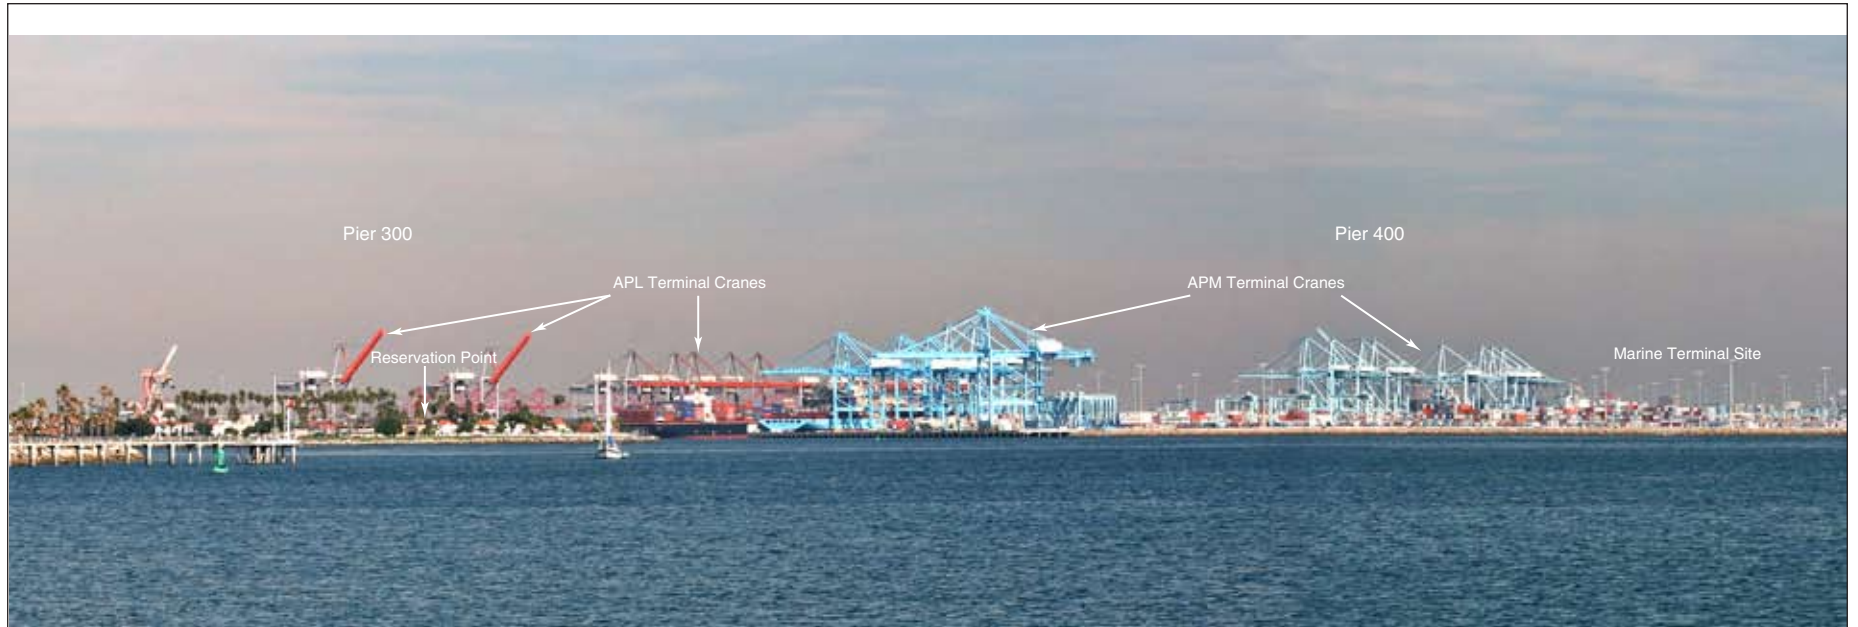 Pier 300
Pier 400
APL Terminal Cranes
APM Terminal Cranes
Reservation Point
Marine Terminal Site